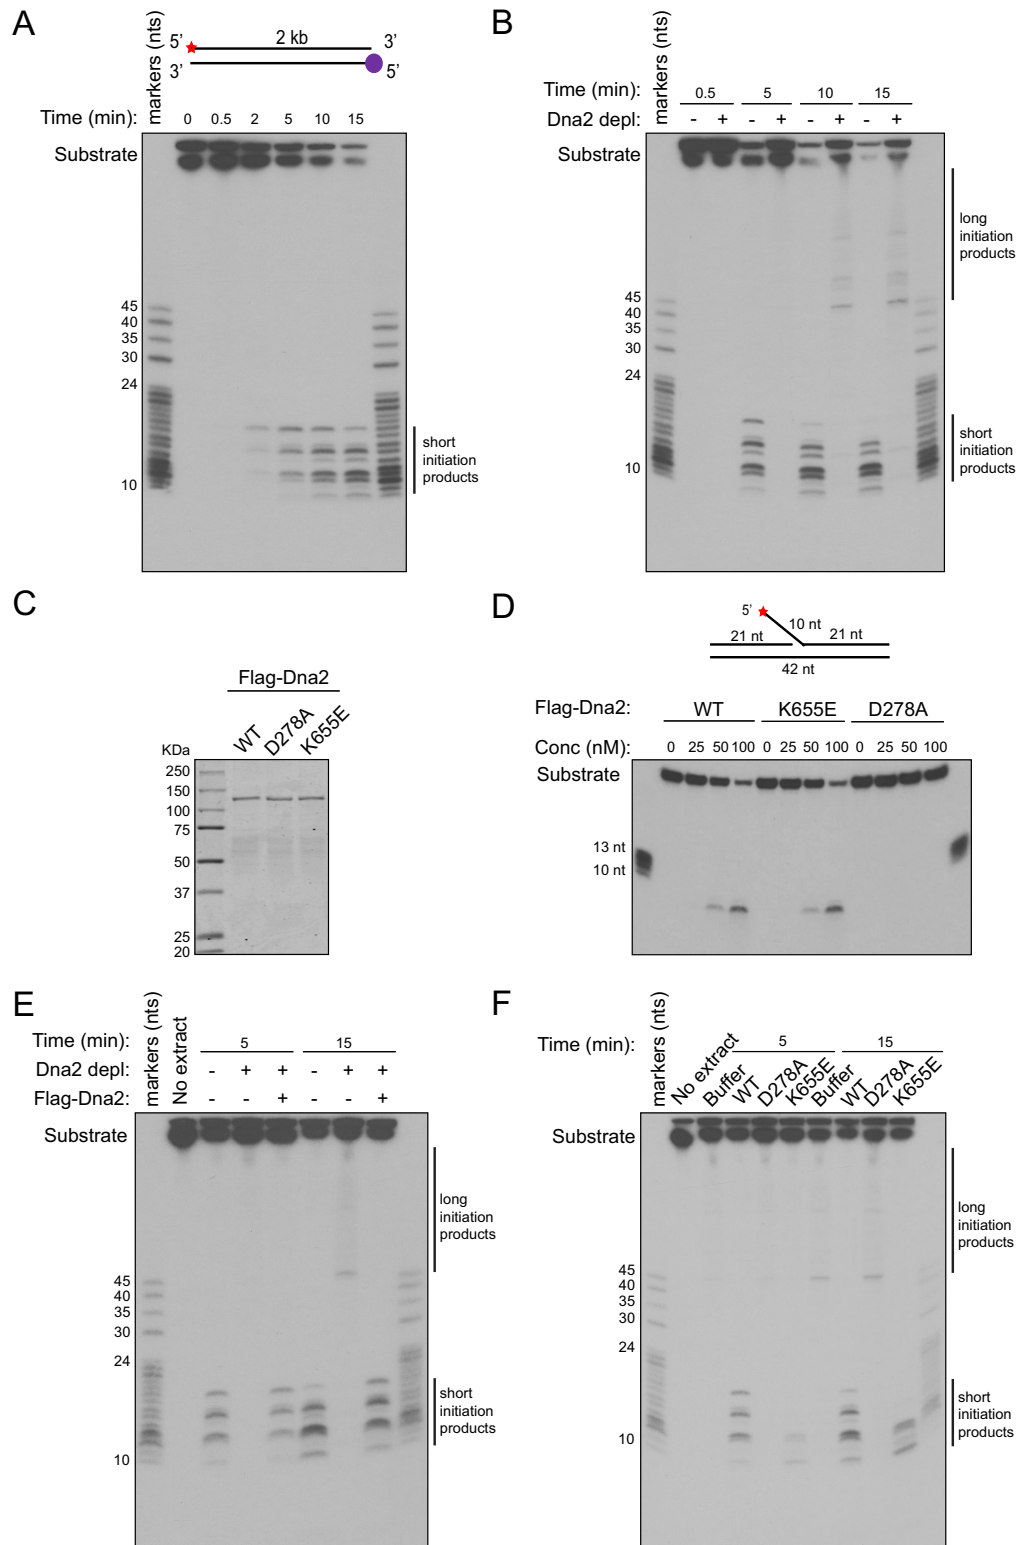 A
markers (nts)
5’ 2 kb 3’
3’ 5’
Time (min): 0 0.5 2 5 10 15
Substrate
45
40
35
30
24
10
short
initiation
products
B
markers (nts)
Time (min): 0.5 5 10 15
Dna2 depl: - + - + - + - +
Substrate
long
initiation
products
45
40
35
30
24
10
short
initiation
products
C
Flag-Dna2
WT D278A K655E
KDa
250
150
100
75
50
37
25
20
D
5’
10 nt
21 nt 21 nt
42 nt
Flag-Dna2: WT K655E D278A
Conc (nM): 0 25 50 100 0 25 50 100 0 25 50 100
Substrate
13 nt
10 nt
E
markers (nts)
No extract
Time (min): 5 15
Dna2 depl: - + + - + +
Flag-Dna2: - - + - - +
Substrate
long
initiation
products
45
40
35
30
24
10
short
initiation
products
F
markers (nts)
Time (min): 5 15
No extract Buffer WT D278A K655E Buffer WT D278A K655E
Substrate
long
initiation
products
45
40
35
30
24
10
short
initiation
products